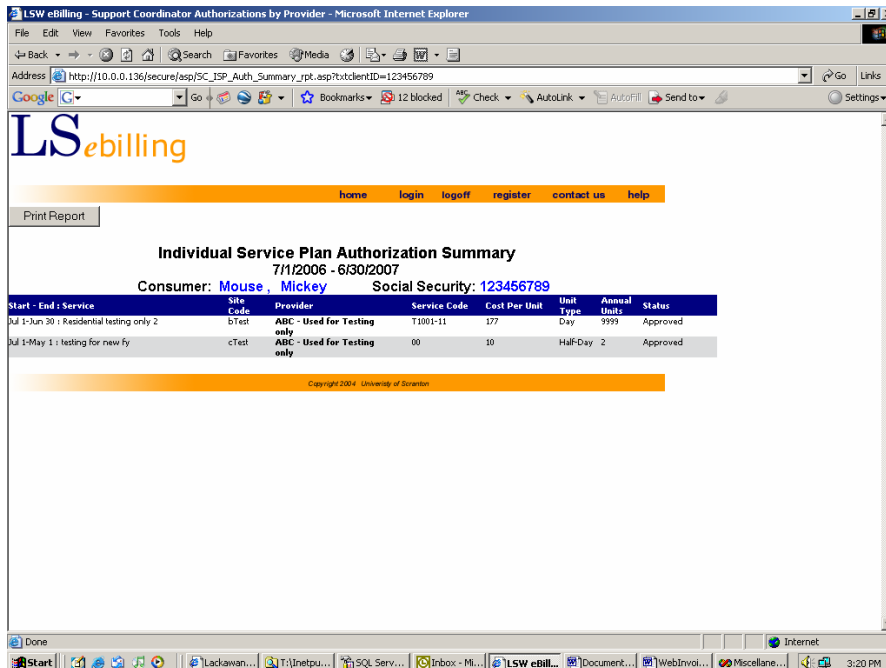 LSW eBilling - Support Coordinator Authorizations by Provider - Microsoft Internet Explorer
File Edit View Favorites Tools Help
Back Search Favorites Media
Address http://10.0.0.136/secure/asp/SC_ISP_Auth_Summary_rpt.asp?txtclientID=123456789 Go Links
Google G Go Bookmarks 12 blocked ABC Check AutoLink AutoFill Send to Settings
LSebilling
home login logoff register contact us help
Print Report
Individual Service Plan Authorization Summary
7/1/2006 - 6/30/2007
Consumer: Mouse , Mickey Social Security: 123456789
Start - End : Service Site Code Provider Service Code Cost Per Unit Unit Type Annual Units Status
Jul 1-Jun 30 : Residential testing only 2 bTest ABC - Used for Testing only T1001-11 177 Day 9999 Approved
Jul 1-May 1 : testing for new fy cTest ABC - Used for Testing only 00 10 Half-Day 2 Approved
Copyright 2004 Univeristy of Scranton
Done Internet
Start Lackawan... T:\Inetpu... SQL Serv... Inbox - Mi... LSW eBill... Document... WebInvoi... Miscellane... 3:20 PM